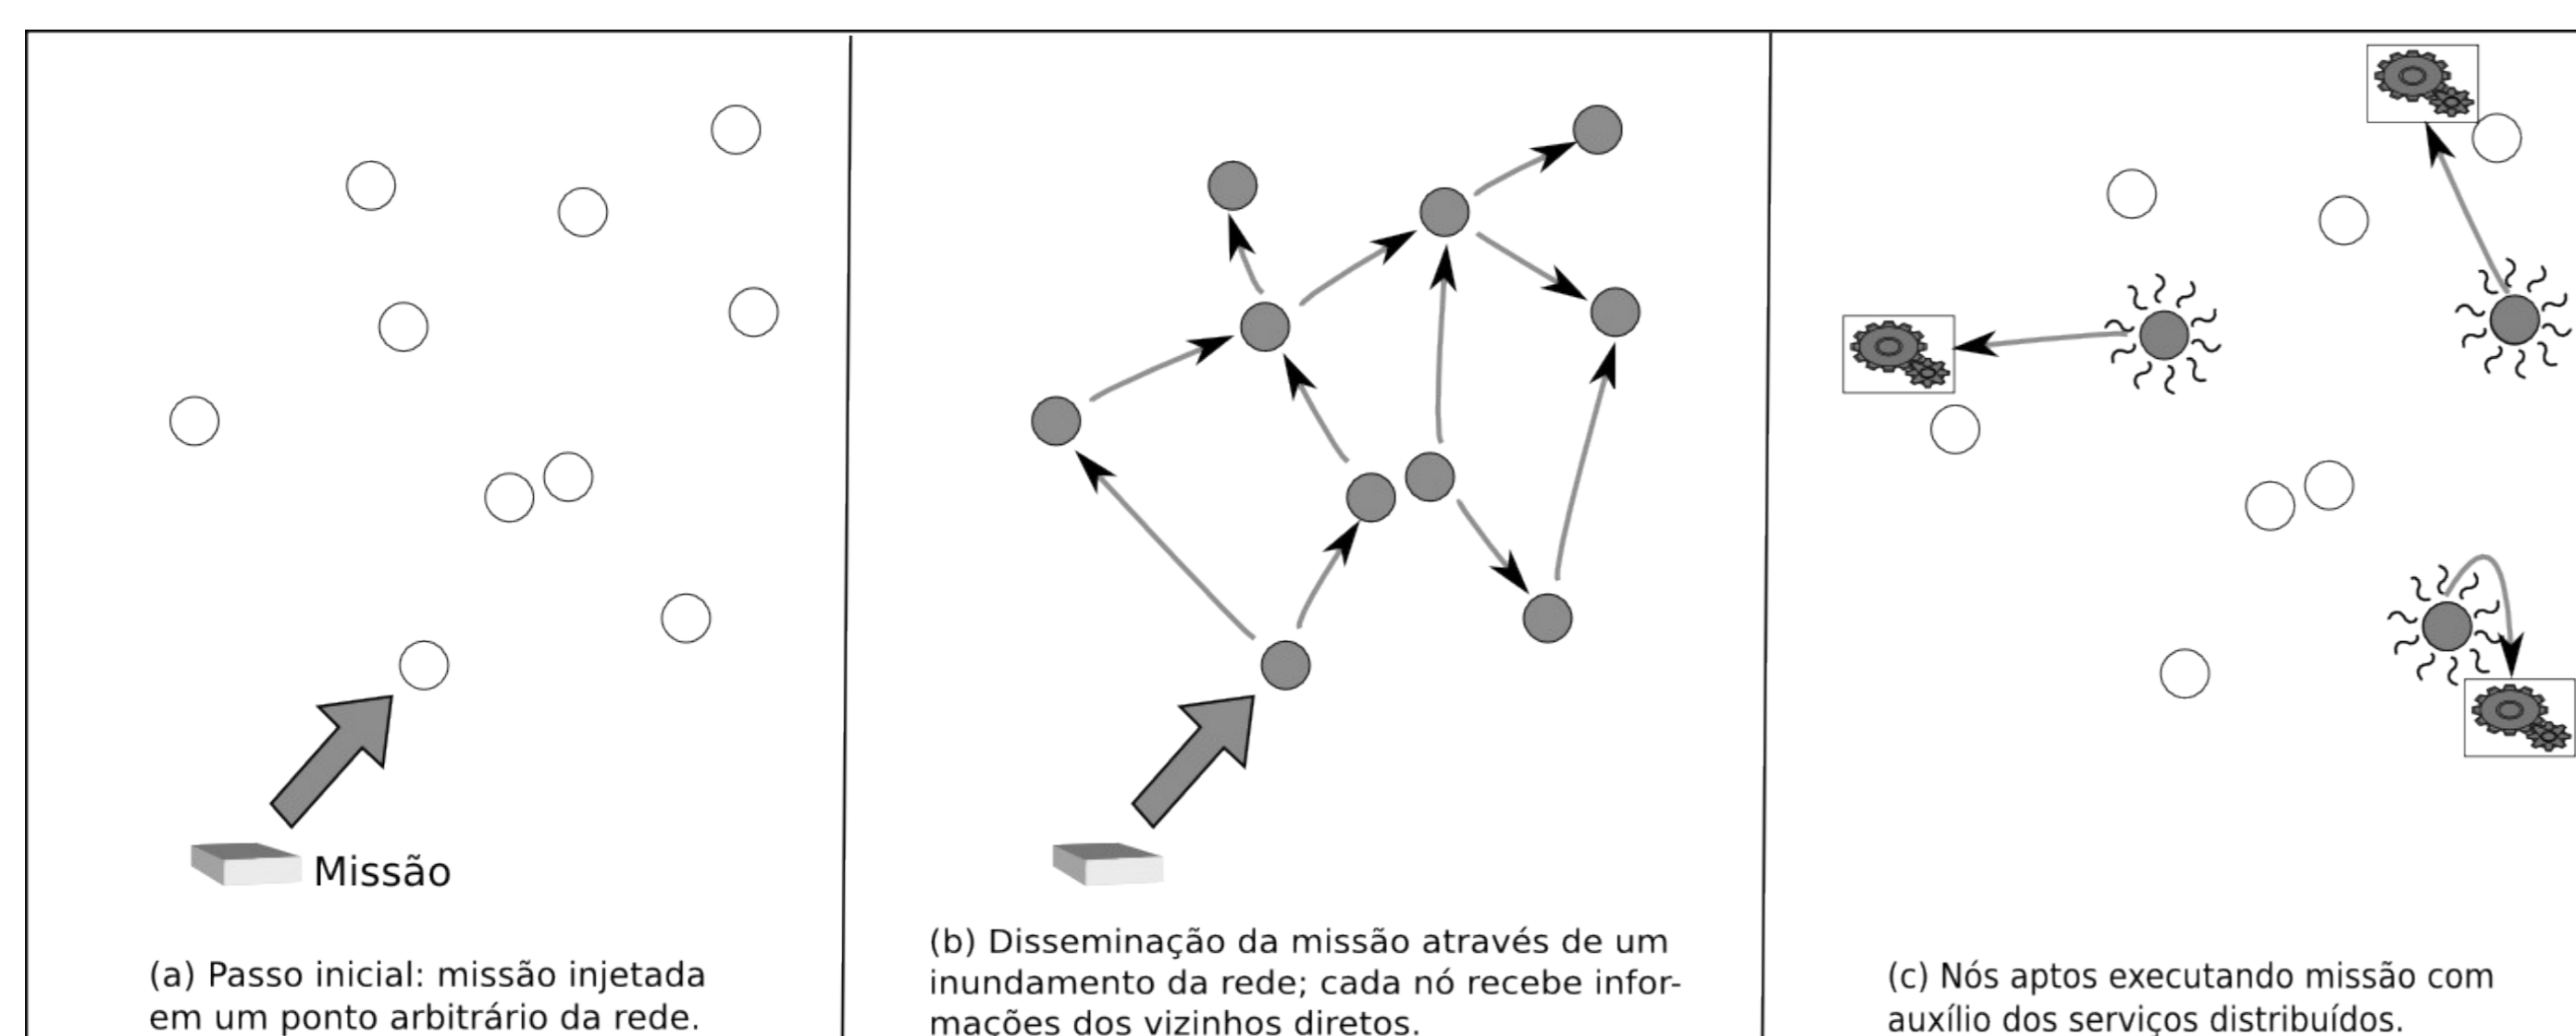 Missão
(a) Passo inicial: missão injetada
em um ponto arbitrário da rede.
(b) Disseminação da missão através de um
inundamento da rede; cada nó recebe infor-
mações dos vizinhos diretos.
(c) Nós aptos executando missão com
auxílio dos serviços distribuídos.